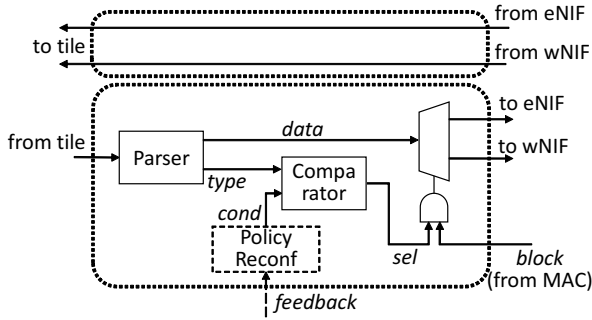 from eNIF
to tile
from wNIF
to eNIF
data
from tile
Parser
to wNIF
type
Compa
rator
cond
Policy
Reconf
sel
block
(from MAC)
feedback